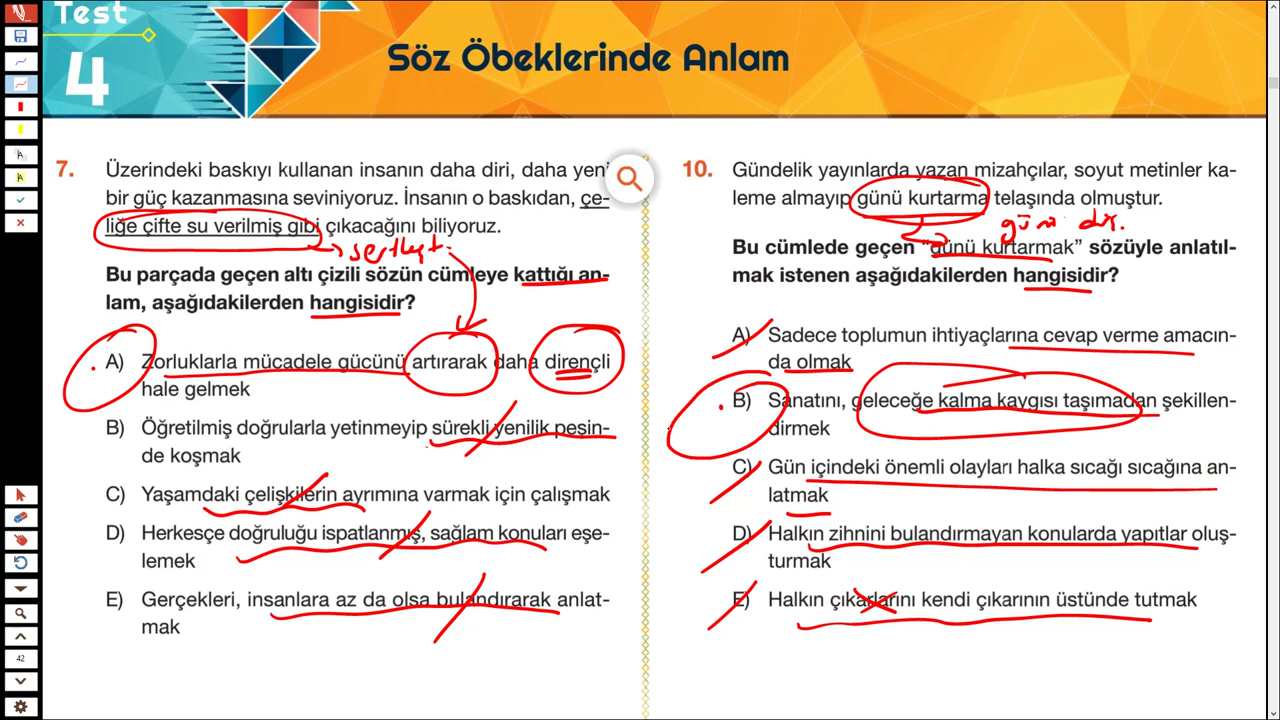 Test
4
Söz Öbeklerinde Anlam
7. Üzerindeki baskıyı kullanan insanın daha diri, daha yeni
bir güç kazanmasına seviniyoruz. İnsanın o baskıdan, çe-
liğe çifte su verilmiş gibi çıkacağını biliyoruz.
Bu parçada geçen altı çizili sözün cümleye kattığı an-
lam, aşağıdakilerden hangisidir?
A) Zorluklarla mücadele gücünü artırarak daha dirençli
hale gelmek
B) Öğretilmiş doğrularla yetinmeyip sürekli yenilik peşin-
de koşmak
C) Yaşamdaki çelişkilerin ayrımına varmak için çalışmak
D) Herkesçe doğruluğu ispatlanmış, sağlam konuları eşe-
lemek
E) Gerçekleri, insanlara az da olsa bulandırarak anlat-
mak
10. Gündelik yayınlarda yazan mizahçılar, soyut metinler ka-
leme almayıp günü kurtarma telaşında olmuştur.
Bu cümlede geçen “günü kurtarmak” sözüyle anlatıl-
mak istenen aşağıdakilerden hangisidir?
A) Sadece toplumun ihtiyaçlarına cevap verme amacın-
da olmak
B) Sanatını, geleceğe kalma kaygısı taşımadan şekillen-
dirmek
C) Gün içindeki önemli olayları halka sıcağı sıcağına an-
latmak
D) Halkın zihnini bulandırmayan konularda yapıtlar oluş-
turmak
E) Halkın çıkarlarını kendi çıkarının üstünde tutmak
42